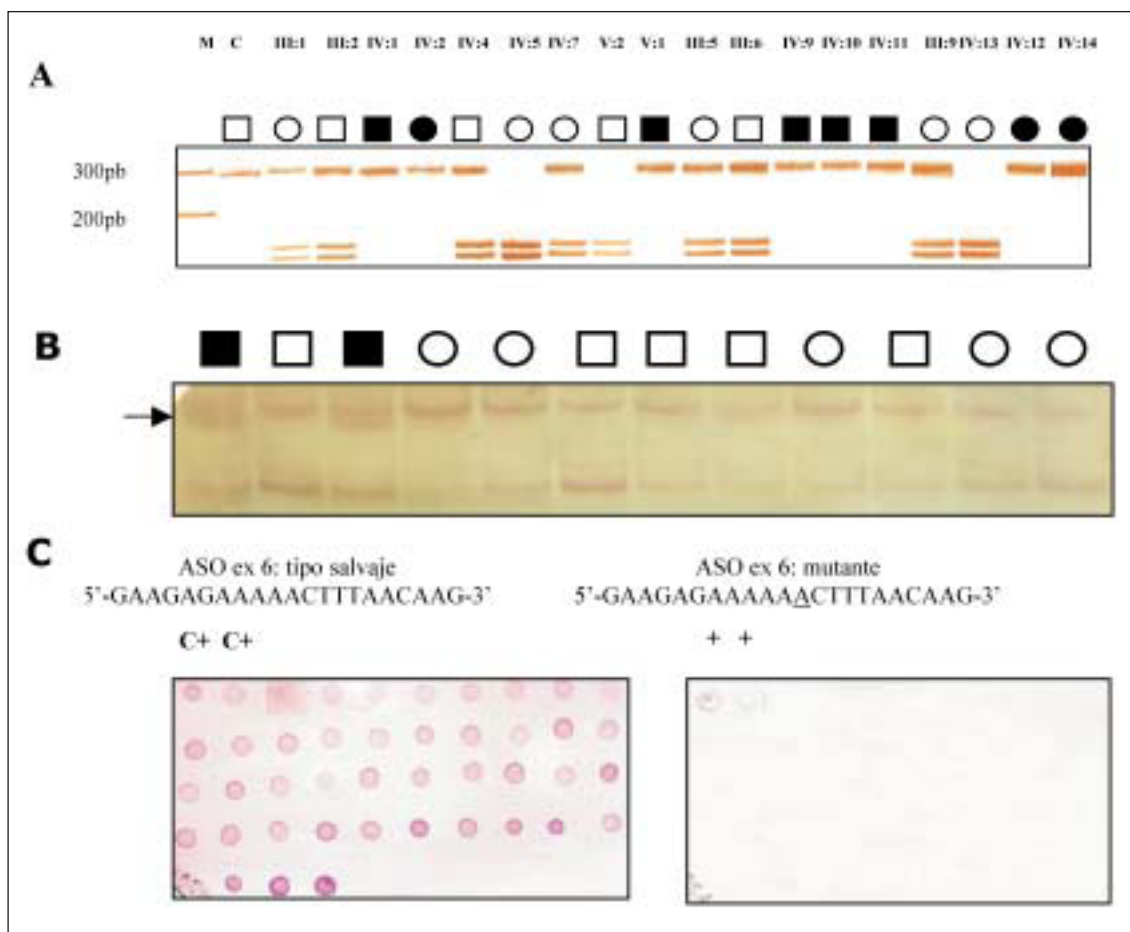 M C III:1 III:2 IV:1 IV:2 IV:4 IV:5 IV:7 V:2 V:1 III:5 III:6 IV:9 IV:10 IV:11 III:9 IV:13 IV:12 IV:14
A
300pb
200pb
B
C
ASO ex 6: tipo salvaje
5'-GAAGAGAAAAACTTTAACAAG-3'
C+ C+
ASO ex 6: mutante
5'-GAAGAGAAAAAACTTTAACAAG-3'
+ +